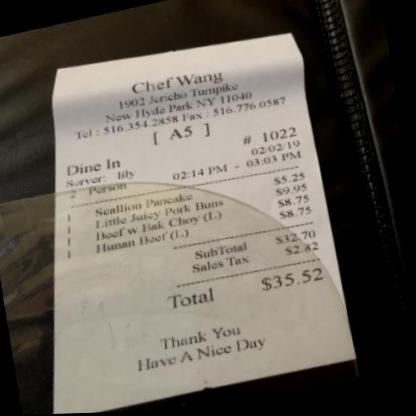 Chef Wang
1902 Jericho Turnpike
New Hyde Park NY 11040
Tel : 516.354.2858 Fax : 516.776.0587
[ A5 ]
# 1022
Dine In 02/02/19
Server: lily 02:14 PM - 03:03 PM
2 Person
1 Scallion Pancake $5.25
1 Little Juicy Pork Buns $9.95
1 Beef w Bak Choy (L) $8.75
1 Hunan Beef (L) $8.75
SubTotal $32.70
Sales Tax $2.82
Total $35.52
Thank You
Have A Nice Day